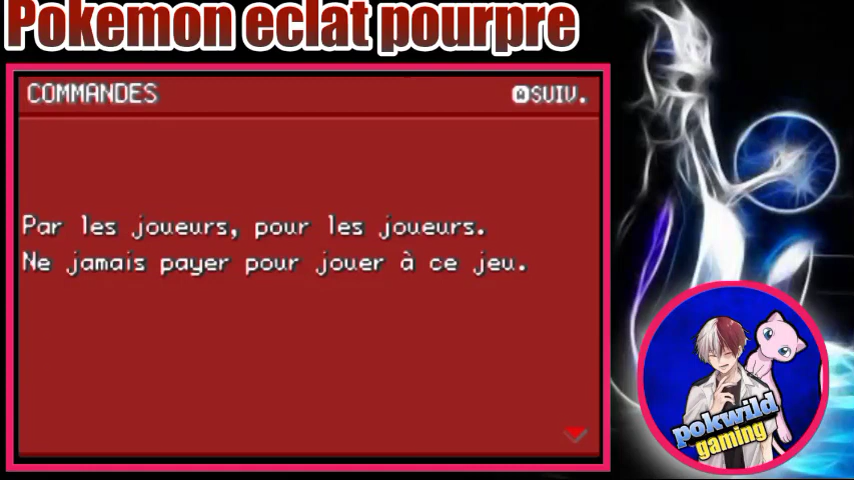 Pokemon eclat pourpre
COMMANDES
ⒶSUIV.
Par les joueurs, pour les joueurs.
Ne jamais payer pour jouer à ce jeu.
pokwild
gaming